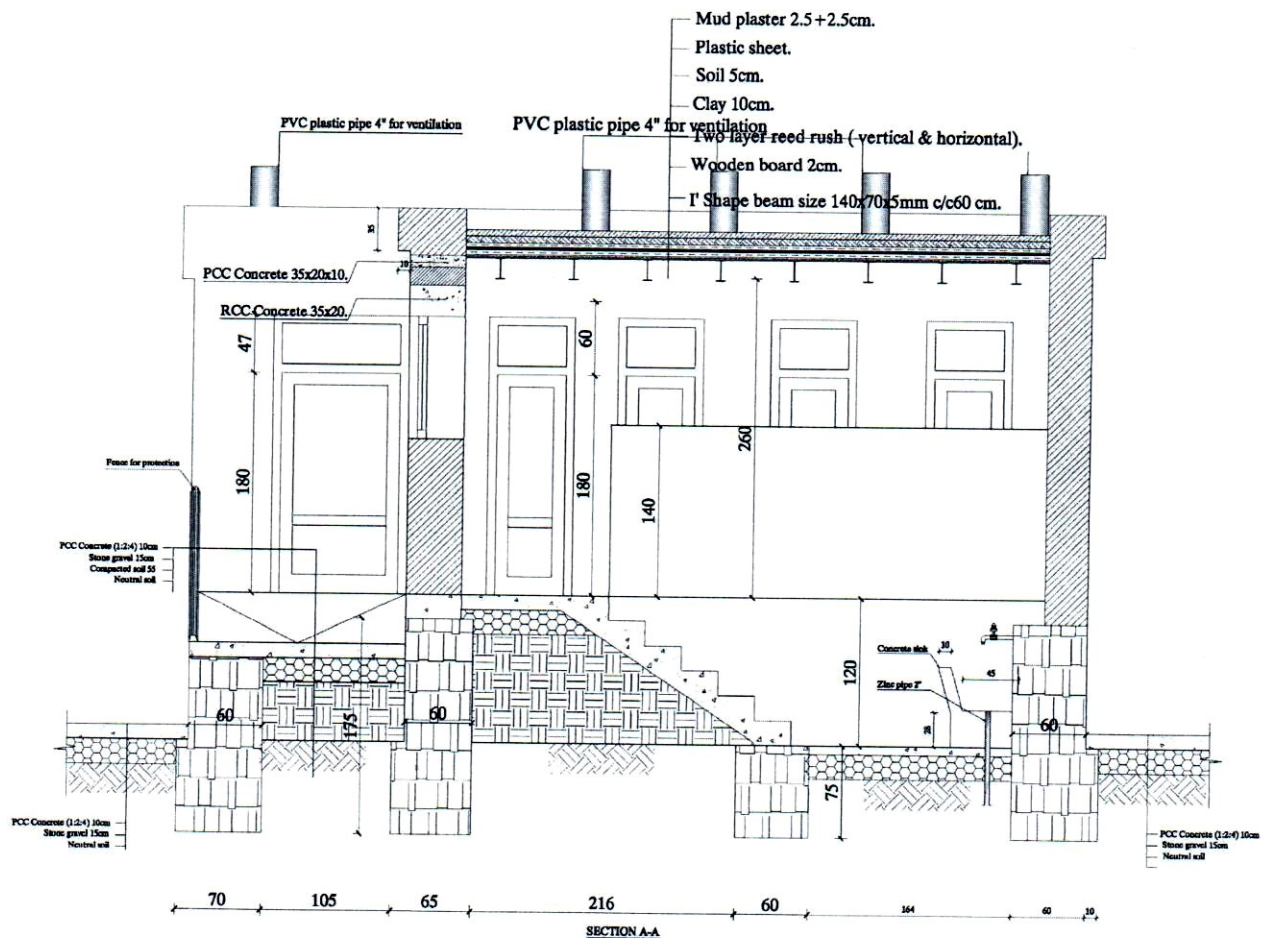 Mud plaster 2.5+2.5cm.
Plastic sheet.
Soil 5cm.
Clay 10cm.
PVC plastic pipe 4" for ventilation
PVC plastic pipe 4" for ventilation
Two layer reed rush ( vertical & horizontal).
Wooden board 2cm.
I' Shape beam size 140x70x5mm c/c60 cm.
35
10
PCC Concrete 35x20x10.
RCC Concrete 35x20.
47
60
260
Fence for protection
180
180
140
PCC Concrete (1:2:4) 10cm
Stone gravel 15cm
Compacted soil 55
Neutral soil
120
Concrete sink
10
45
Zinc pipe 2"
28
60
175
60
60
75
PCC Concrete (1:2:4) 10cm
Stone gravel 15cm
Neutral soil
PCC Concrete (1:2:4) 10cm
Stone gravel 15cm
Neutral soil
70 105 65 216 60 164 60 10
SECTION A-A